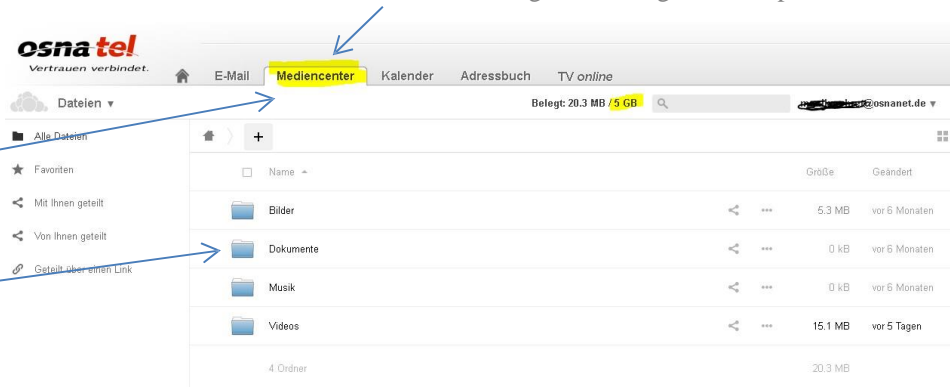 osnatel
Vertrauen verbindet.
E-Mail Mediencenter Kalender Adressbuch TV online
Dateien ▾ Belegt: 20.3 MB / 5 GB @osnanet.de ▾
Alle Dateien +
Favoriten Name Größe Geändert
Mit Ihnen geteilt Bilder 5.3 MB vor 6 Monaten
Von Ihnen geteilt Dokumente 0 kB vor 6 Monaten
Geteilt über einen Link
Musik 0 kB vor 6 Monaten
Videos 15.1 MB vor 5 Tagen
4 Ordner 20.3 MB